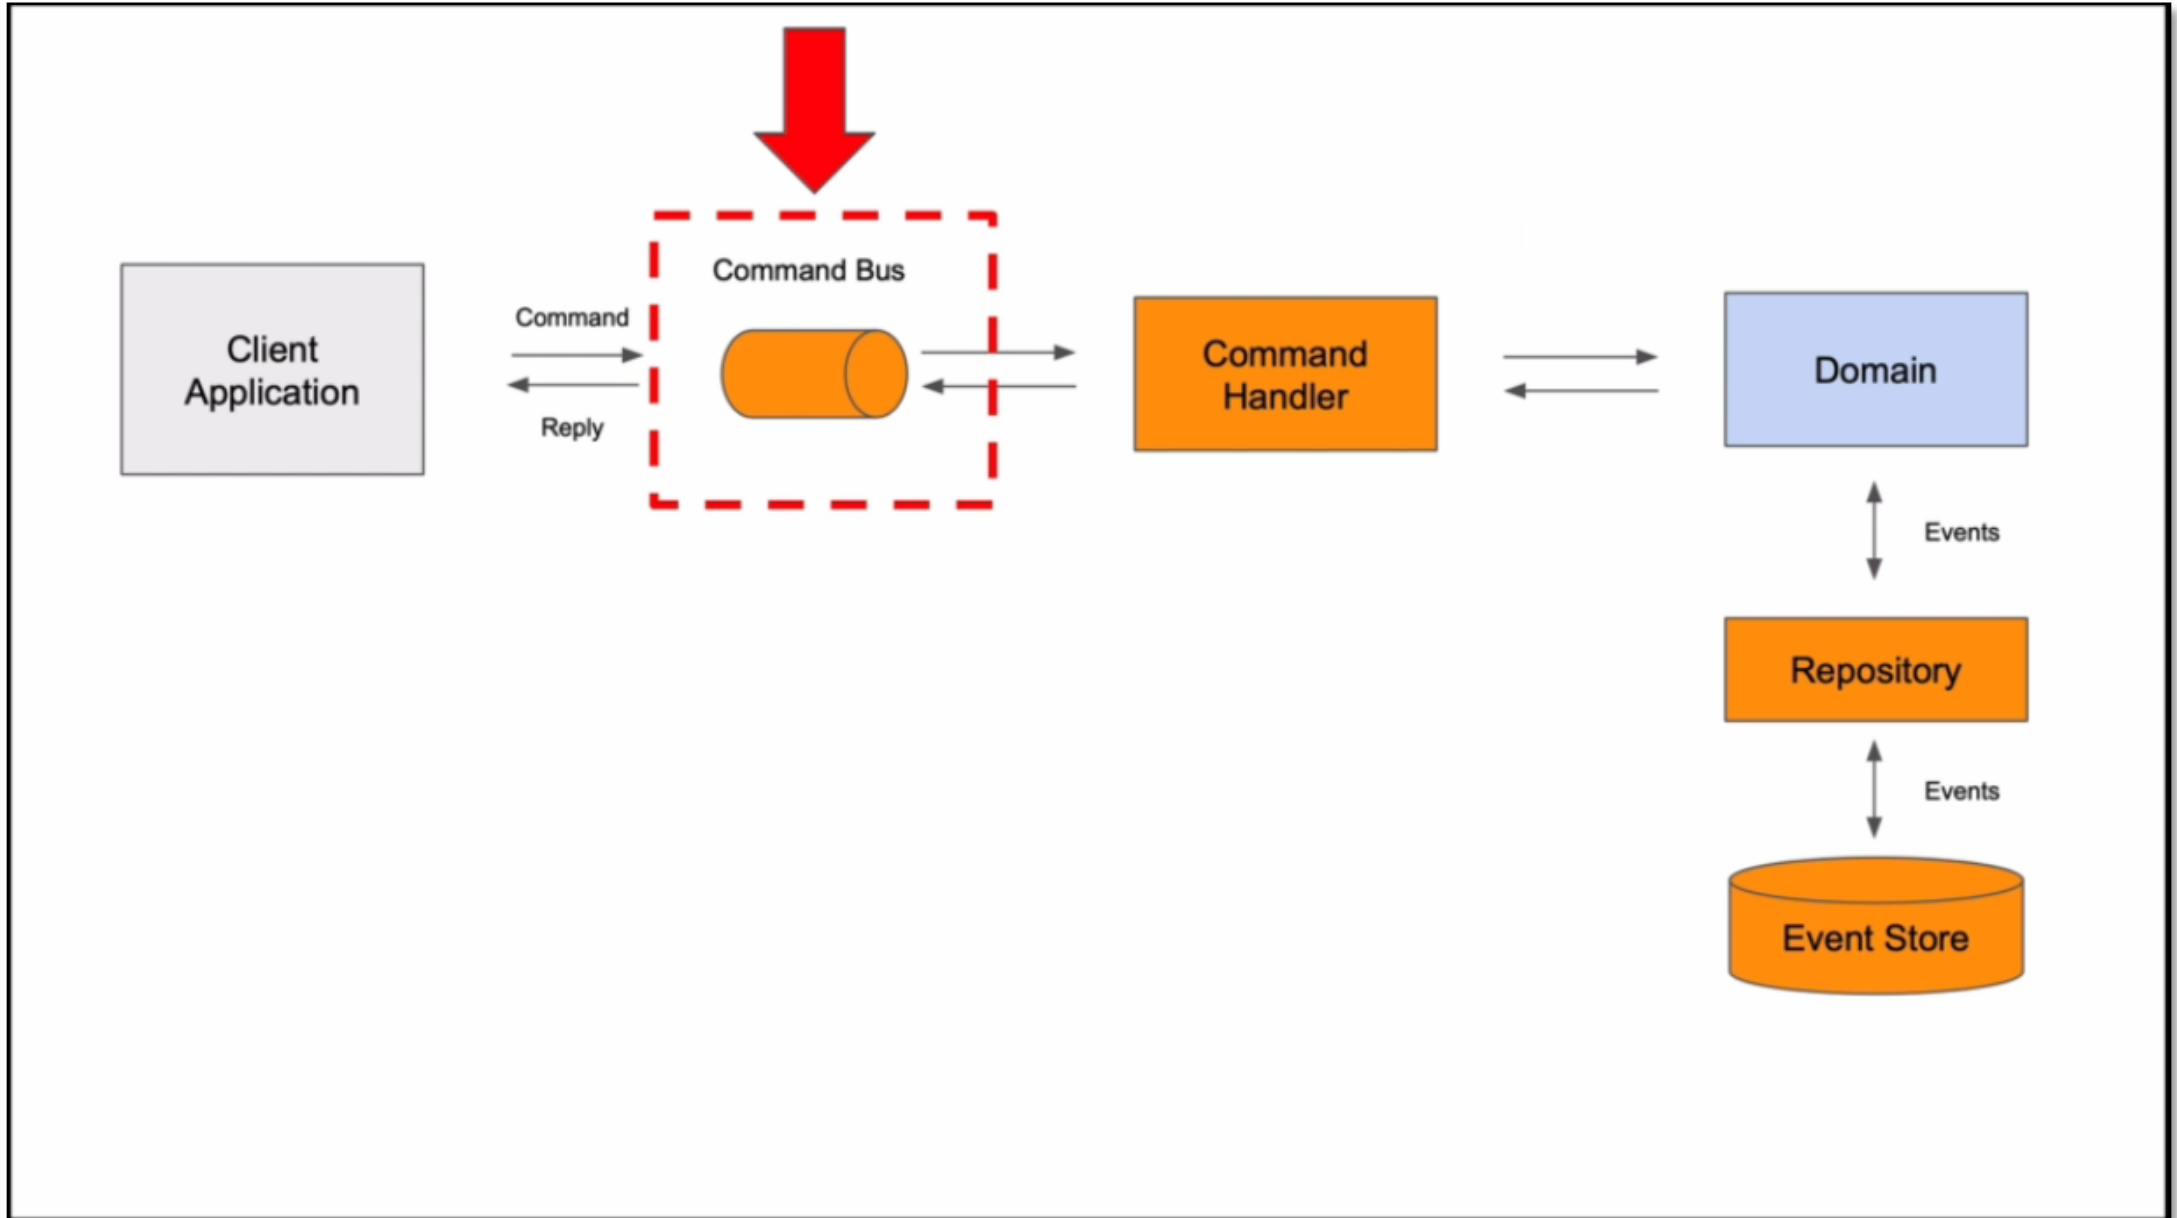 Command Bus
Client
Application
Command
Reply
Command
Handler
Domain
Events
Repository
Events
Event Store